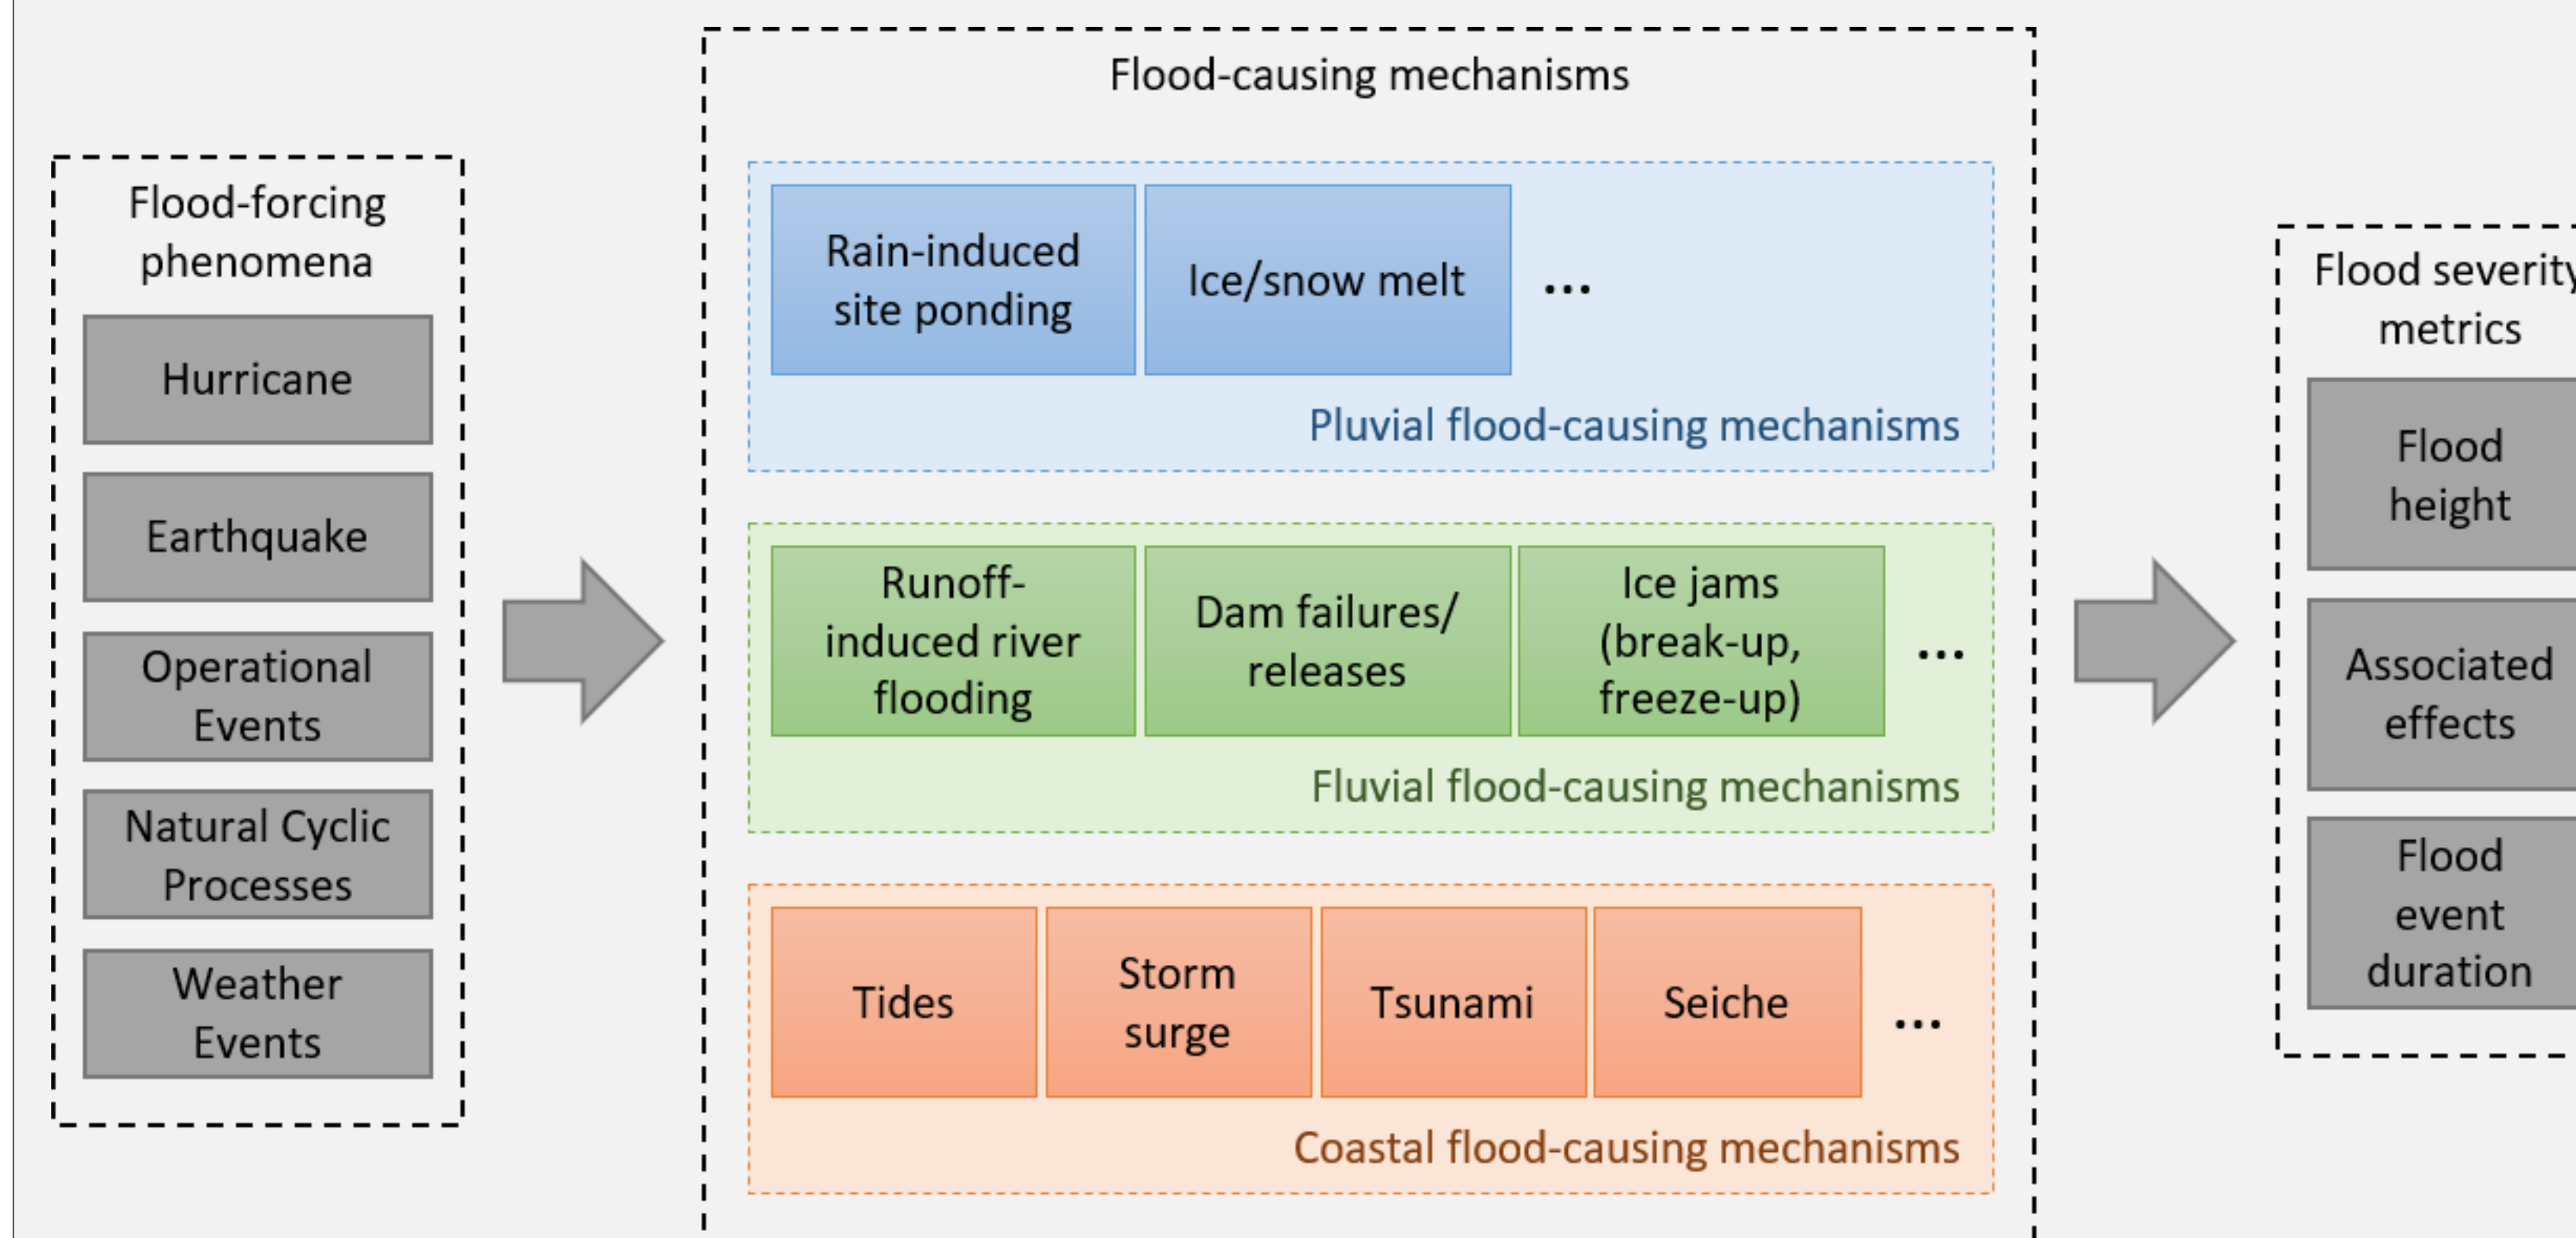 Flood-causing mechanisms
Flood-forcing
phenomena
Hurricane
Earthquake
Operational
Events
Natural Cyclic
Processes
Weather
Events
Rain-induced
site ponding
Ice/snow melt
...
Pluvial flood-causing mechanisms
Runoff-
induced river
flooding
Dam failures/
releases
Ice jams
(break-up,
freeze-up)
...
Fluvial flood-causing mechanisms
Tides
Storm
surge
Tsunami
Seiche
...
Coastal flood-causing mechanisms
Flood severity
metrics
Flood
height
Associated
effects
Flood
event
duration